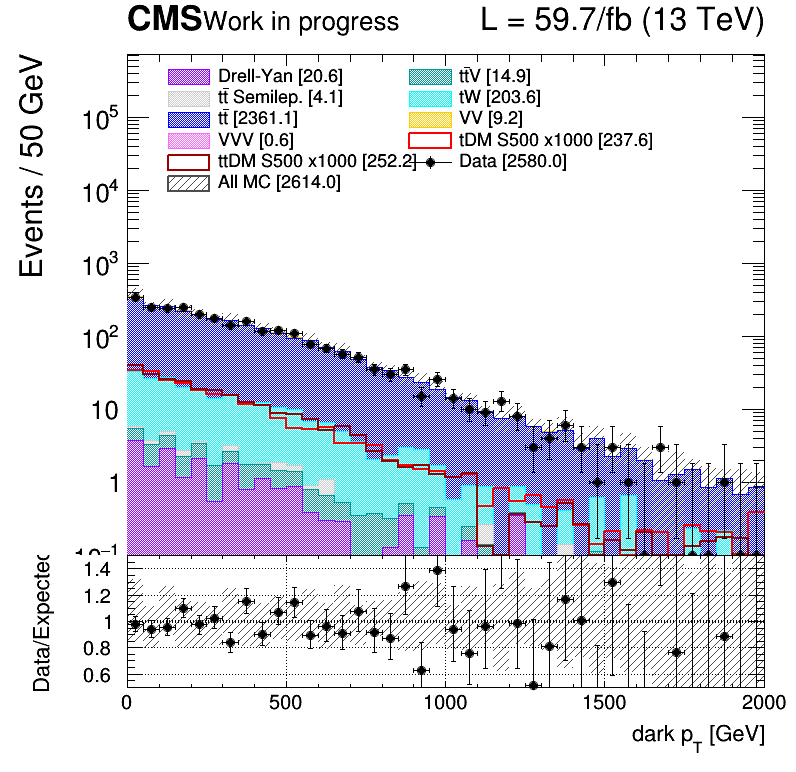 CMS Work in progress L = 59.7/fb (13 TeV)
Events / 50 GeV
Drell-Yan [20.6] tt̄V [14.9]
tt̄ Semilep. [4.1] tW [203.6]
tt̄ [2361.1] VV [9.2]
VVV [0.6] tDM S500 x1000 [237.6]
ttDM S500 x1000 [252.2] Data [2580.0]
All MC [2614.0]
10⁵
10⁴
10³
10²
10
1
10⁻¹
Data/Expected
1.4
1.2
1
0.8
0.6
0 500 1000 1500 2000
dark p_T [GeV]